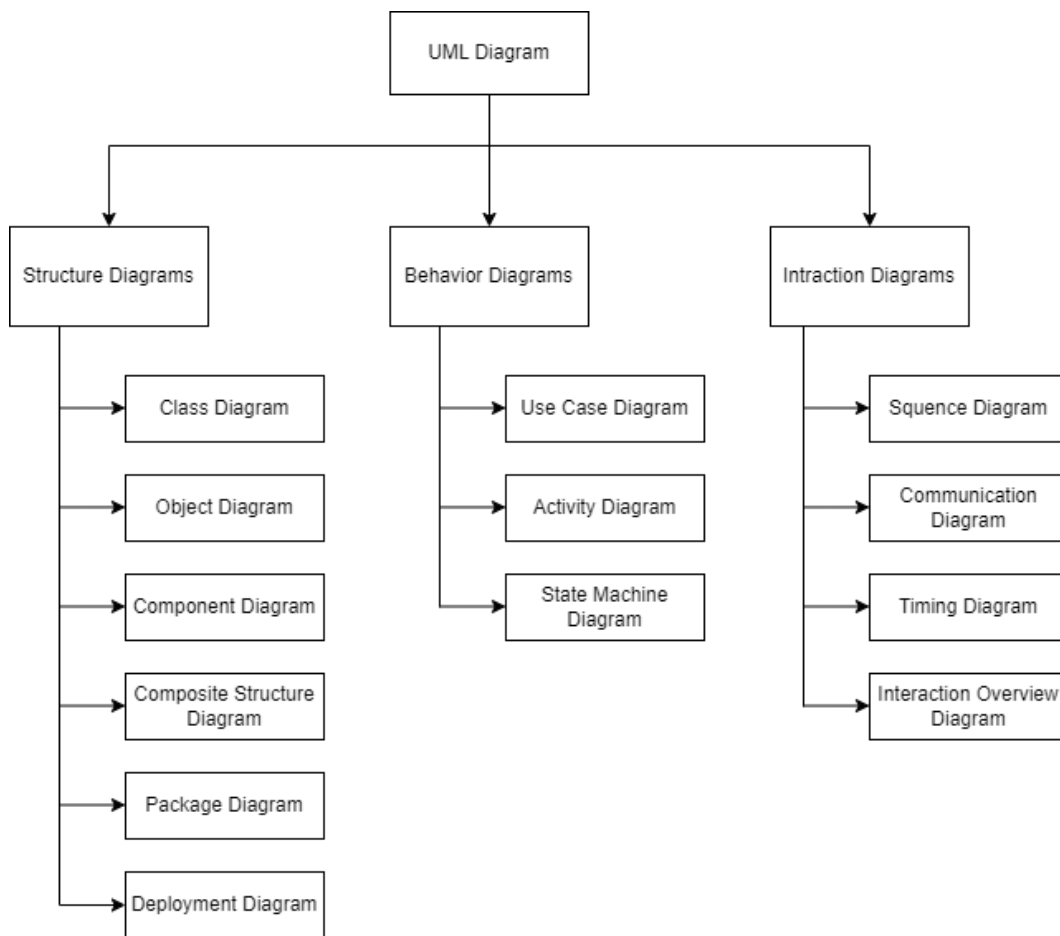 UML Diagram
Structure Diagrams
Behavior Diagrams
Intraction Diagrams
Class Diagram
Object Diagram
Component Diagram
Composite Structure
Diagram
Package Diagram
Deployment Diagram
Use Case Diagram
Activity Diagram
State Machine
Diagram
Squence Diagram
Communication
Diagram
Timing Diagram
Interaction Overview
Diagram